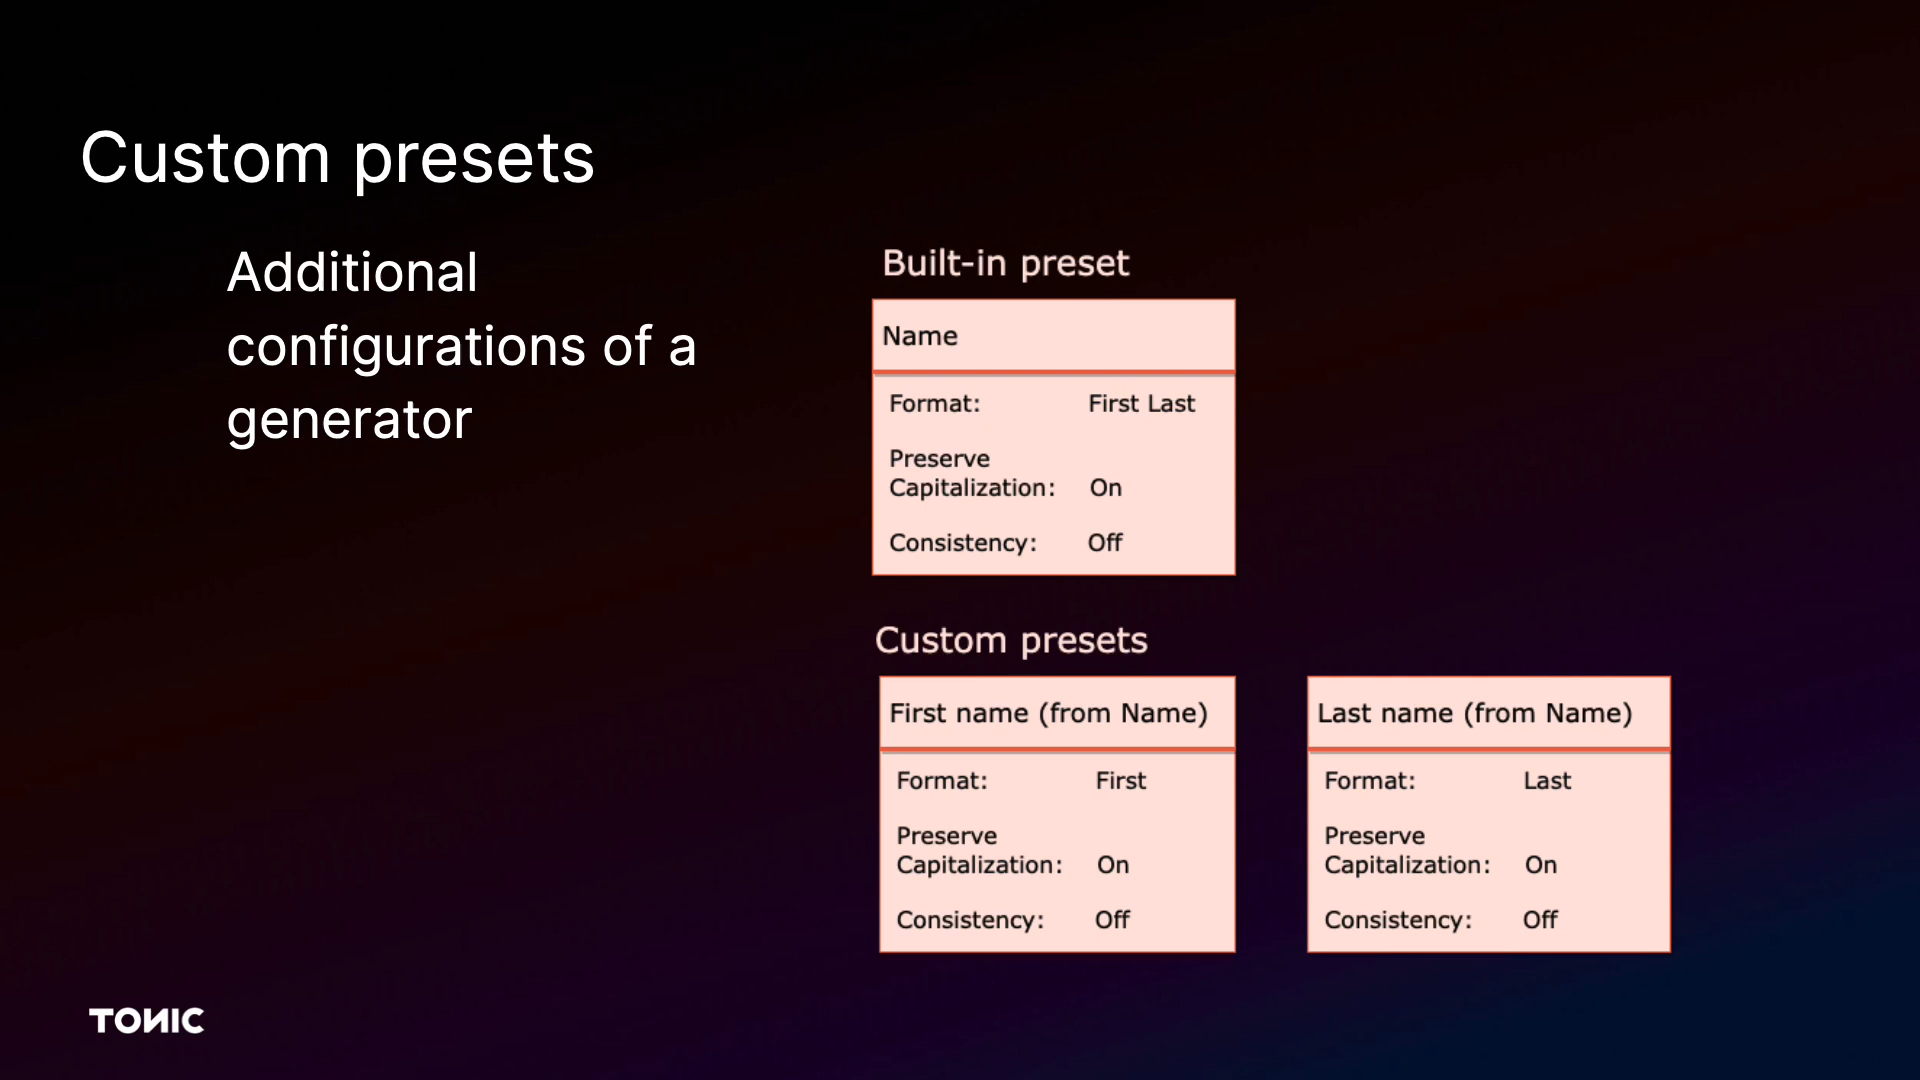 Custom presets
Additional
configurations of a
generator
Built-in preset
Name
Format: First Last
Preserve
Capitalization: On
Consistency: Off
Custom presets
First name (from Name)
Format: First
Preserve
Capitalization: On
Consistency: Off
Last name (from Name)
Format: Last
Preserve
Capitalization: On
Consistency: Off
TONIC